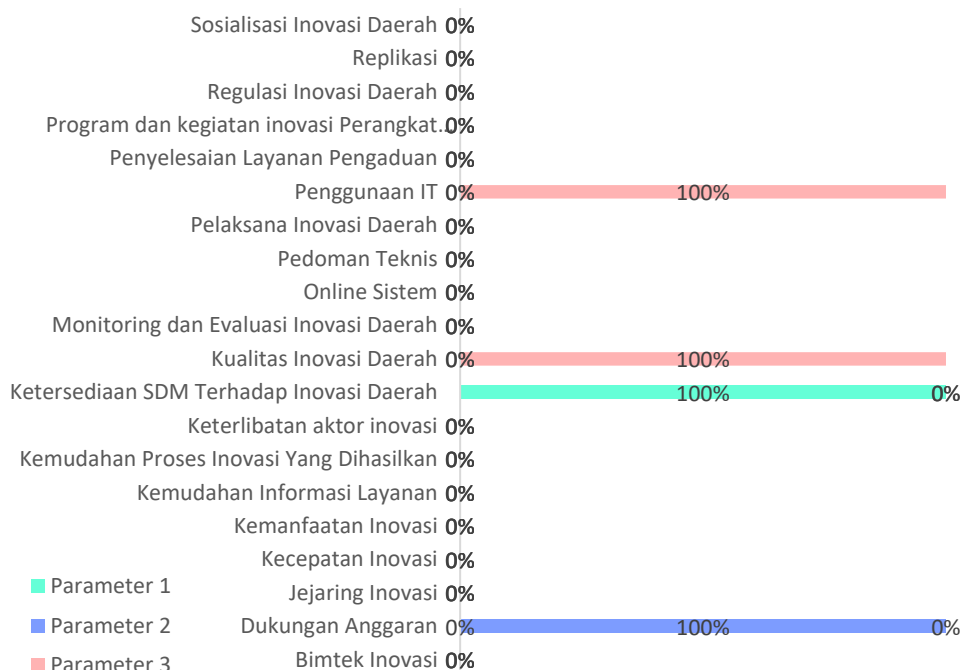 Sosialisasi Inovasi Daerah 0%
Replikasi 0%
Regulasi Inovasi Daerah 0%
Program dan kegiatan inovasi Perangkat... 0%
Penyelesaian Layanan Pengaduan 0%
Penggunaan IT 0% 100%
Pelaksana Inovasi Daerah 0%
Pedoman Teknis 0%
Online Sistem 0%
Monitoring dan Evaluasi Inovasi Daerah 0%
Kualitas Inovasi Daerah 0% 100%
Ketersediaan SDM Terhadap Inovasi Daerah 100% 0%
Keterlibatan aktor inovasi 0%
Kemudahan Proses Inovasi Yang Dihasilkan 0%
Kemudahan Informasi Layanan 0%
Kemanfaatan Inovasi 0%
Kecepatan Inovasi 0%
Jejaring Inovasi 0%
Dukungan Anggaran 0% 100% 0%
Bimtek Inovasi 0%
Parameter 1
Parameter 2
Parameter 3